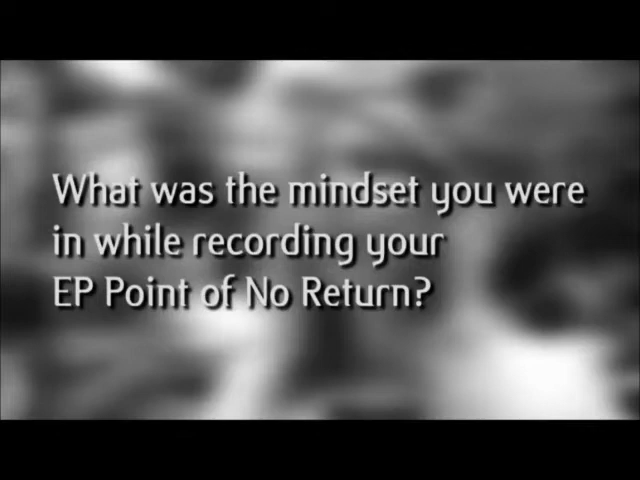 What was the mindset you were
in while recording your
EP Point of No Return?